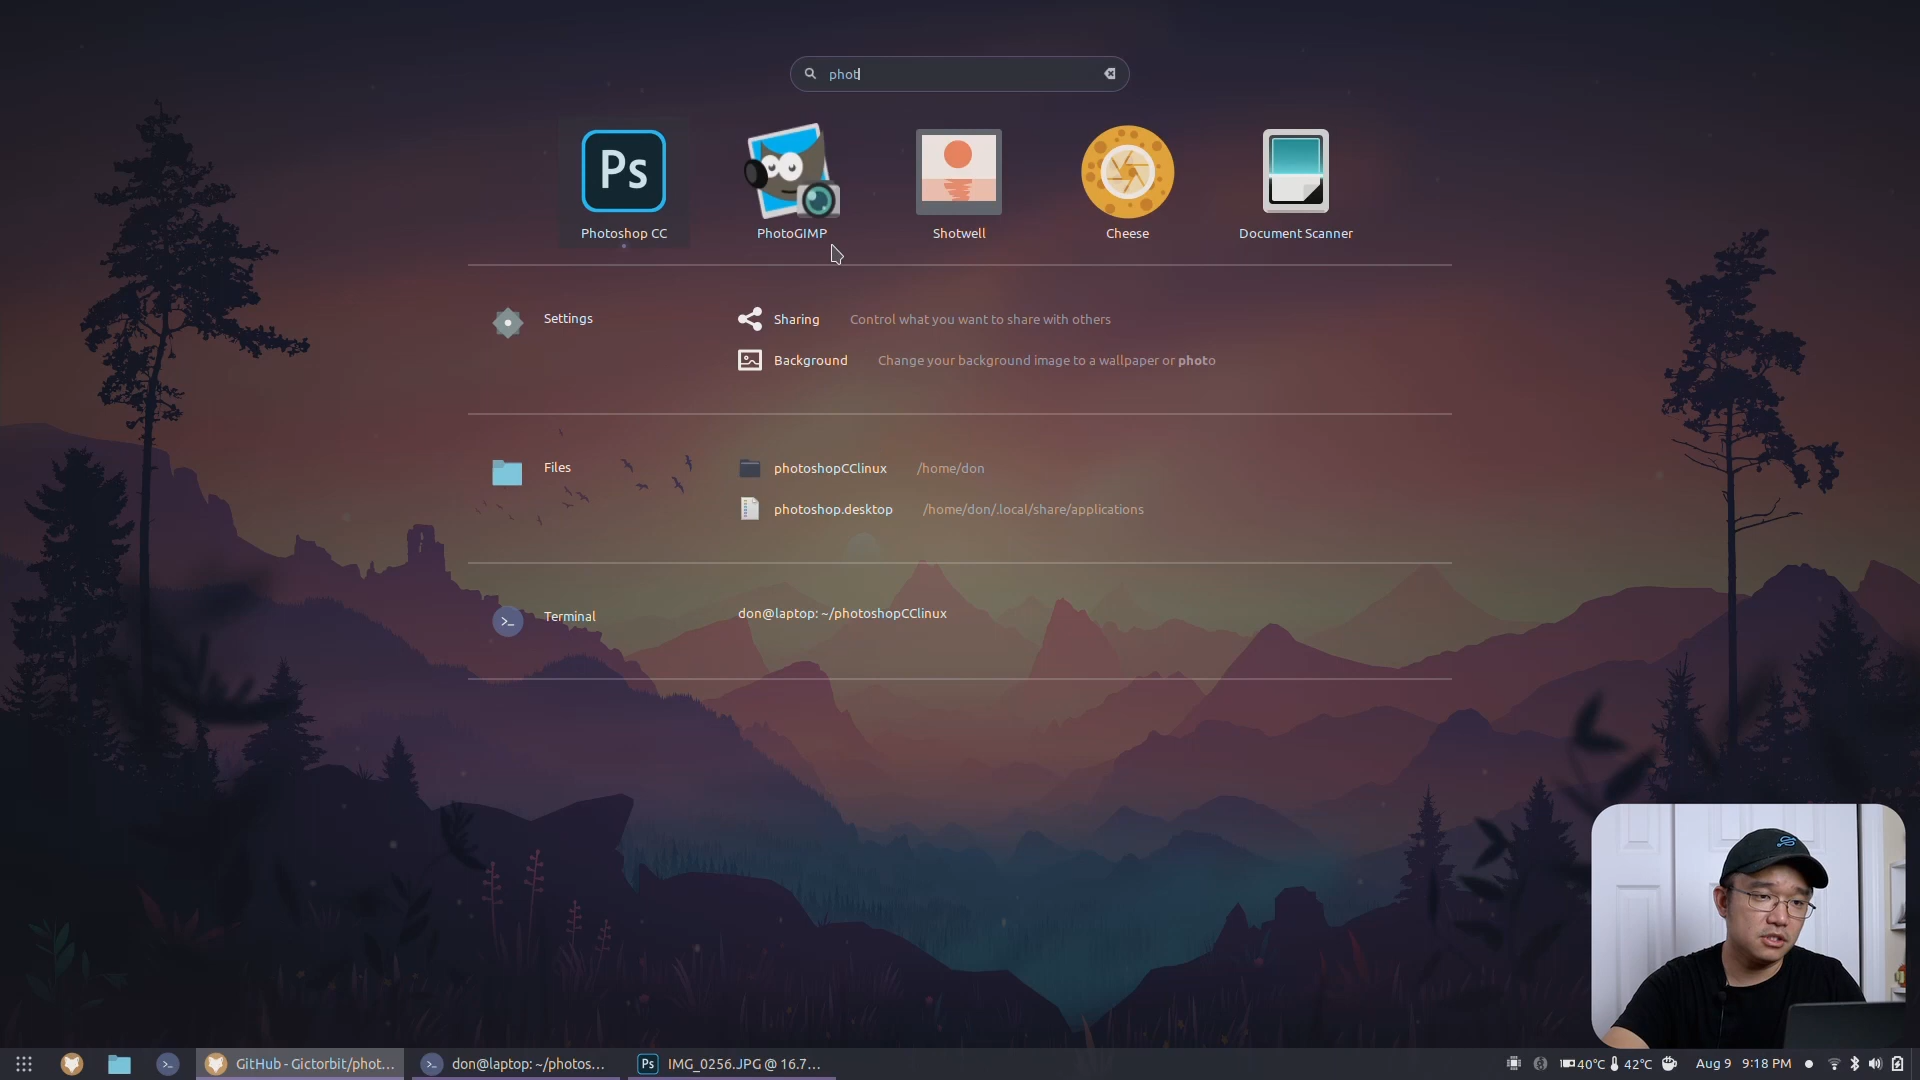 phot
Ps
Photoshop CC
PhotoGIMP
Shotwell
Cheese
Document Scanner
Settings
Sharing Control what you want to share with others
Background Change your background image to a wallpaper or photo
Files
photoshopCClinux /home/don
photoshop.desktop /home/don/.local/share/applications
Terminal
don@laptop: ~/photoshopCClinux
GitHub - Gictorbit/phot...
don@laptop: ~/photos...
Ps IMG_0256.JPG @ 16.7...
40°C 42°C Aug 9 9:18 PM